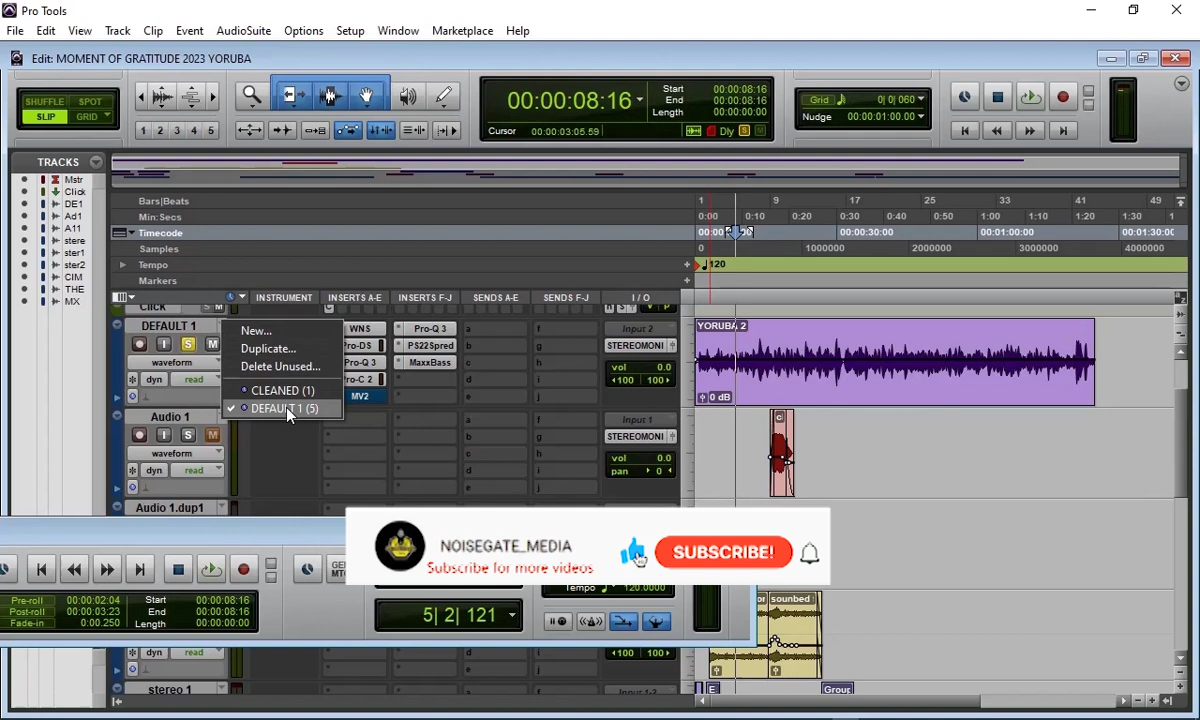 Pro Tools
File Edit View Track Clip Event AudioSuite Options Setup Window Marketplace Help
Edit: MOMENT OF GRATITUDE 2023 YORUBA
SHUFFLE SPOT
SLIP GRID
1 2 3 4 5
00:00:08:16
Start 00:00:08:16
End 00:00:08:16
Length 00:00:00:00
Cursor 00:00:03:05.59
Dly S M
Grid 0| 0| 060
Nudge 00:00:01:00.00
TRACKS
Mstr
Click
DE1
Ad1
A11
stere
ster1
ster2
CIM
THE
MX
Bars|Beats 1 9 17 25 33 41 49
Min:Secs 0:00 0:10 0:20 0:30 0:40 0:50 1:00 1:10 1:20 1:30
Timecode 00:00 00:00:30:00 00:01:00:00 00:01:30:0
Samples 0 1000000 2000000 3000000 4000000
Tempo 120
Markers
INSTRUMENT INSERTS A-E INSERTS F-J SENDS A-E SENDS F-J I / O
Click
DEFAULT 1
I S M
waveform
dyn read
New...
Duplicate...
Delete Unused...
CLEANED (1)
DEFAULT 1 (5)
WNS
Pro-DS
Pro-Q 3
Pro-C 2
MV2
Pro-Q 3
PS22Spred
MaxxBass
a
b
c
d
e
f
g
h
i
j
Input 2
STEREOMONI
vol 0.0
100 100
YORUBA 2
0 dB
Audio 1
I S M
waveform
dyn read
a
b
c
d
e
f
g
h
i
j
Input 1
STEREOMONI
vol 0.0
pan 0
Audio 1.dup1
NOISEGATE_MEDIA
Subscribe for more videos
SUBSCRIBE!
Pre-roll 00:00:02:04
Post-roll 00:00:03:23
Fade-in 0:00.250
Start 00:00:08:16
End 00:00:08:16
Length 00:00:00:00
5| 2| 121
Tempo 120.0000
sounbed
dyn read
d
e
i
j
100 100
stereo 1
a
f
Input 1-2
Group